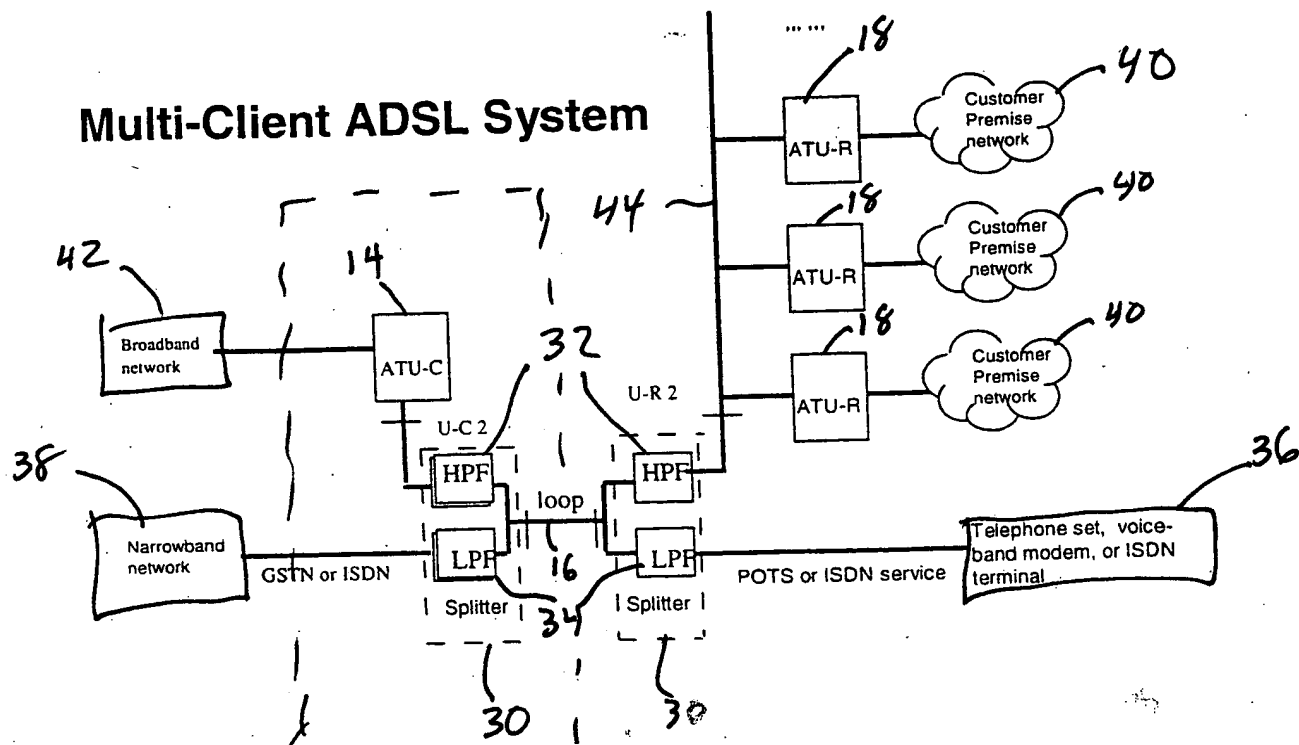 ...... 18
40
Customer
Premise
network
Multi-Client ADSL System
ATU-R
44
18
40
Customer
Premise
network
42
14
ATU-R
18
40
Broadband
network
32
Customer
Premise
network
ATU-C
U-R 2
ATU-R
U-C 2
38
36
HPF
HPF
loop
Narrowband
network
Telephone set, voice-
band modem, or ISDN
terminal
GSTN or ISDN
LPF
16
LPF
POTS or ISDN service
Splitter
34
Splitter
30
30